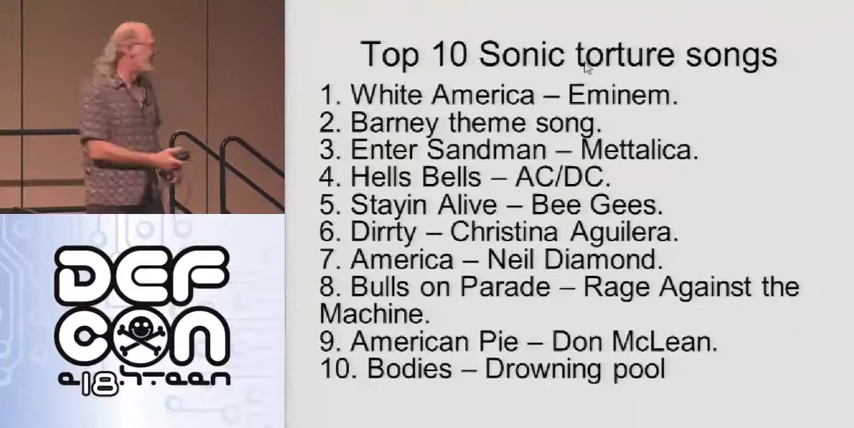 Top 10 Sonic torture songs
1. White America – Eminem.
2. Barney theme song.
3. Enter Sandman – Mettalica.
4. Hells Bells – AC/DC.
5. Stayin Alive – Bee Gees.
6. Dirrty – Christina Aguilera.
7. America – Neil Diamond.
8. Bulls on Parade – Rage Against the
Machine.
9. American Pie – Don McLean.
10. Bodies – Drowning pool
DEF
CON
e18.hteen